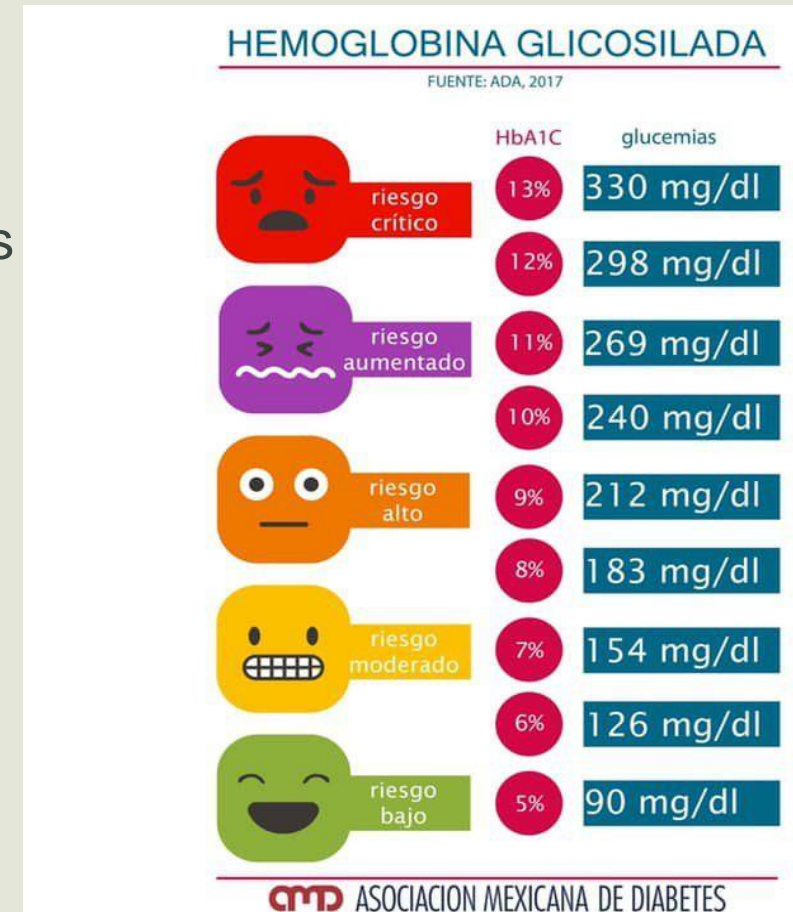 HEMOGLOBINA GLICOSILADA
FUENTE: ADA, 2017
HbA1C glucemias
riesgo
crítico
13% 330 mg/dl
12% 298 mg/dl
riesgo
aumentado
11% 269 mg/dl
10% 240 mg/dl
riesgo
alto
9% 212 mg/dl
8% 183 mg/dl
riesgo
moderado
7% 154 mg/dl
6% 126 mg/dl
riesgo
bajo
5% 90 mg/dl
amd ASOCIACION MEXICANA DE DIABETES